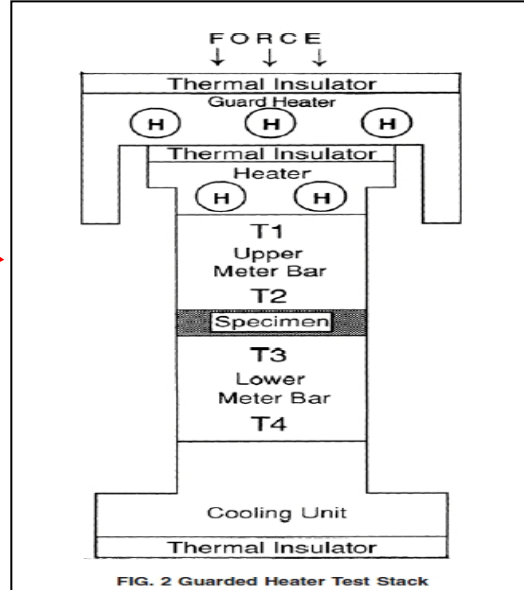 FORCE
Thermal Insulator
Guard Heater
H H H
Thermal Insulator
Heater
H H
T1
Upper
Meter Bar
T2
Specimen
T3
Lower
Meter Bar
T4
Cooling Unit
Thermal Insulator
FIG. 2 Guarded Heater Test Stack